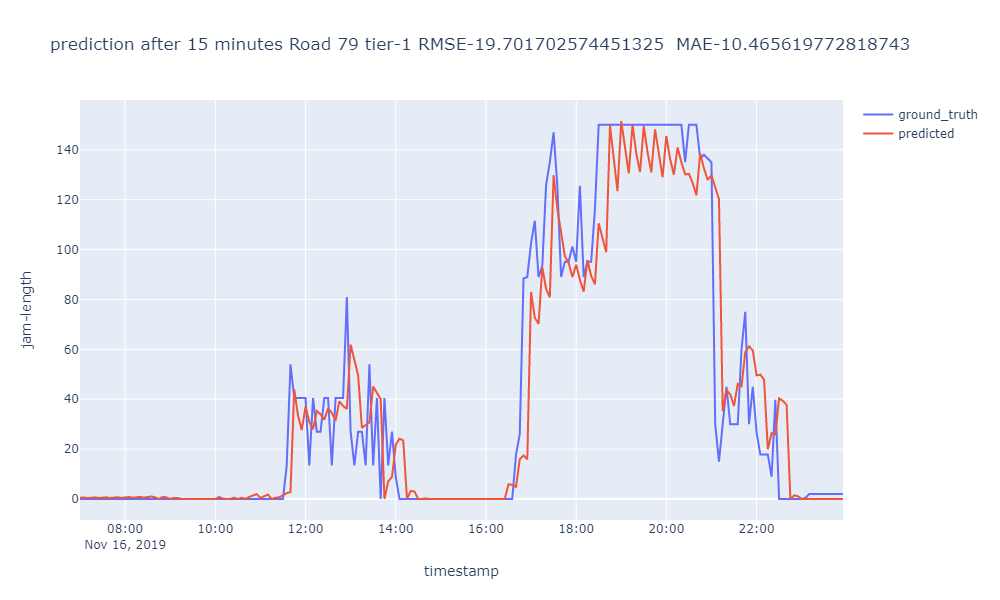 prediction after 15 minutes Road 79 tier-1 RMSE-19.701702574451325 MAE-10.465619772818743
ground_truth
predicted
140
120
100
80
60
40
20
0
jam-length
08:00 10:00 12:00 14:00 16:00 18:00 20:00 22:00
Nov 16, 2019
timestamp